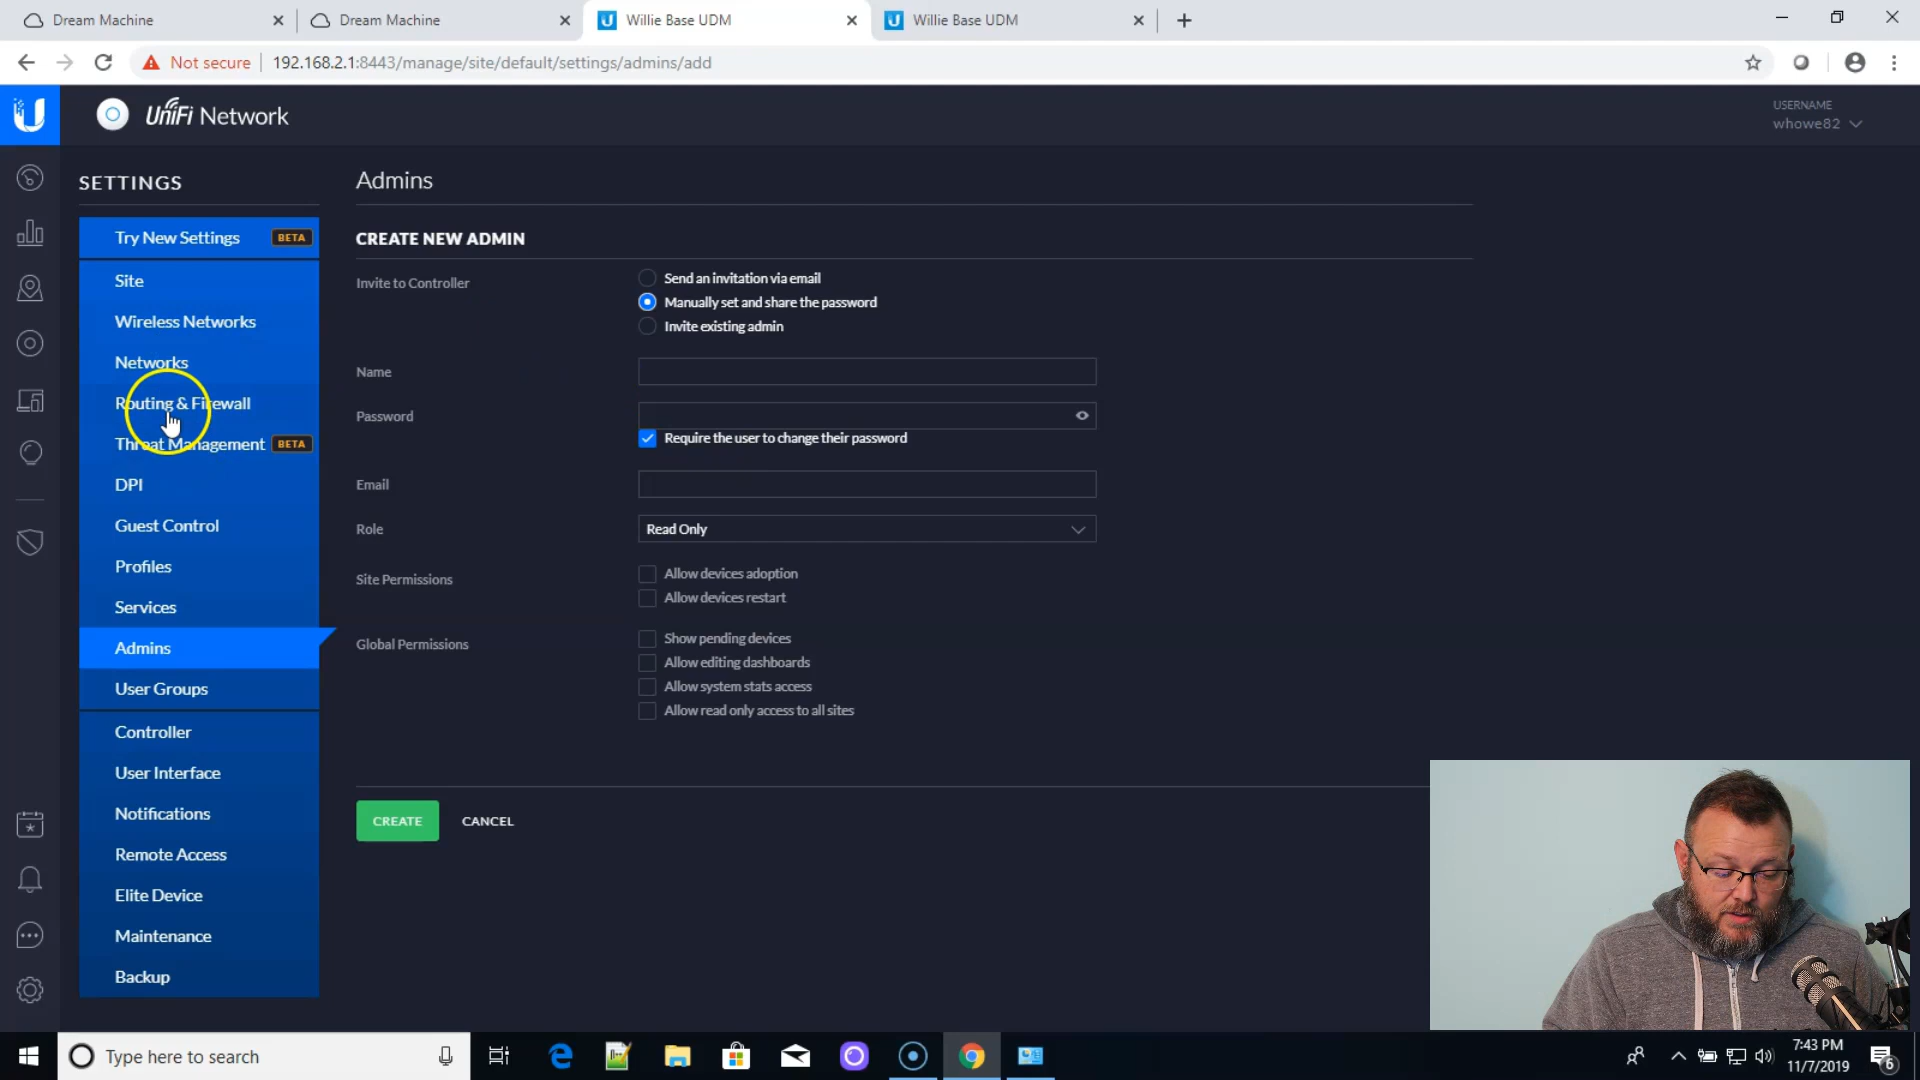 Dream Machine
Dream Machine
Willie Base UDM
Willie Base UDM
Not secure
192.168.2.1:8443/manage/site/default/settings/admins/add
UniFi Network
USERNAME
whowe82
SETTINGS
Try New Settings BETA
Site
Wireless Networks
Networks
Routing & Firewall
Threat Management BETA
DPI
Guest Control
Profiles
Services
Admins
User Groups
Controller
User Interface
Notifications
Remote Access
Elite Device
Maintenance
Backup
Admins
CREATE NEW ADMIN
Invite to Controller
Send an invitation via email
Manually set and share the password
Invite existing admin
Name
Password
Require the user to change their password
Email
Role
Read Only
Site Permissions
Allow devices adoption
Allow devices restart
Global Permissions
Show pending devices
Allow editing dashboards
Allow system stats access
Allow read only access to all sites
CREATE
CANCEL
Type here to search
7:43 PM
11/7/2019
6